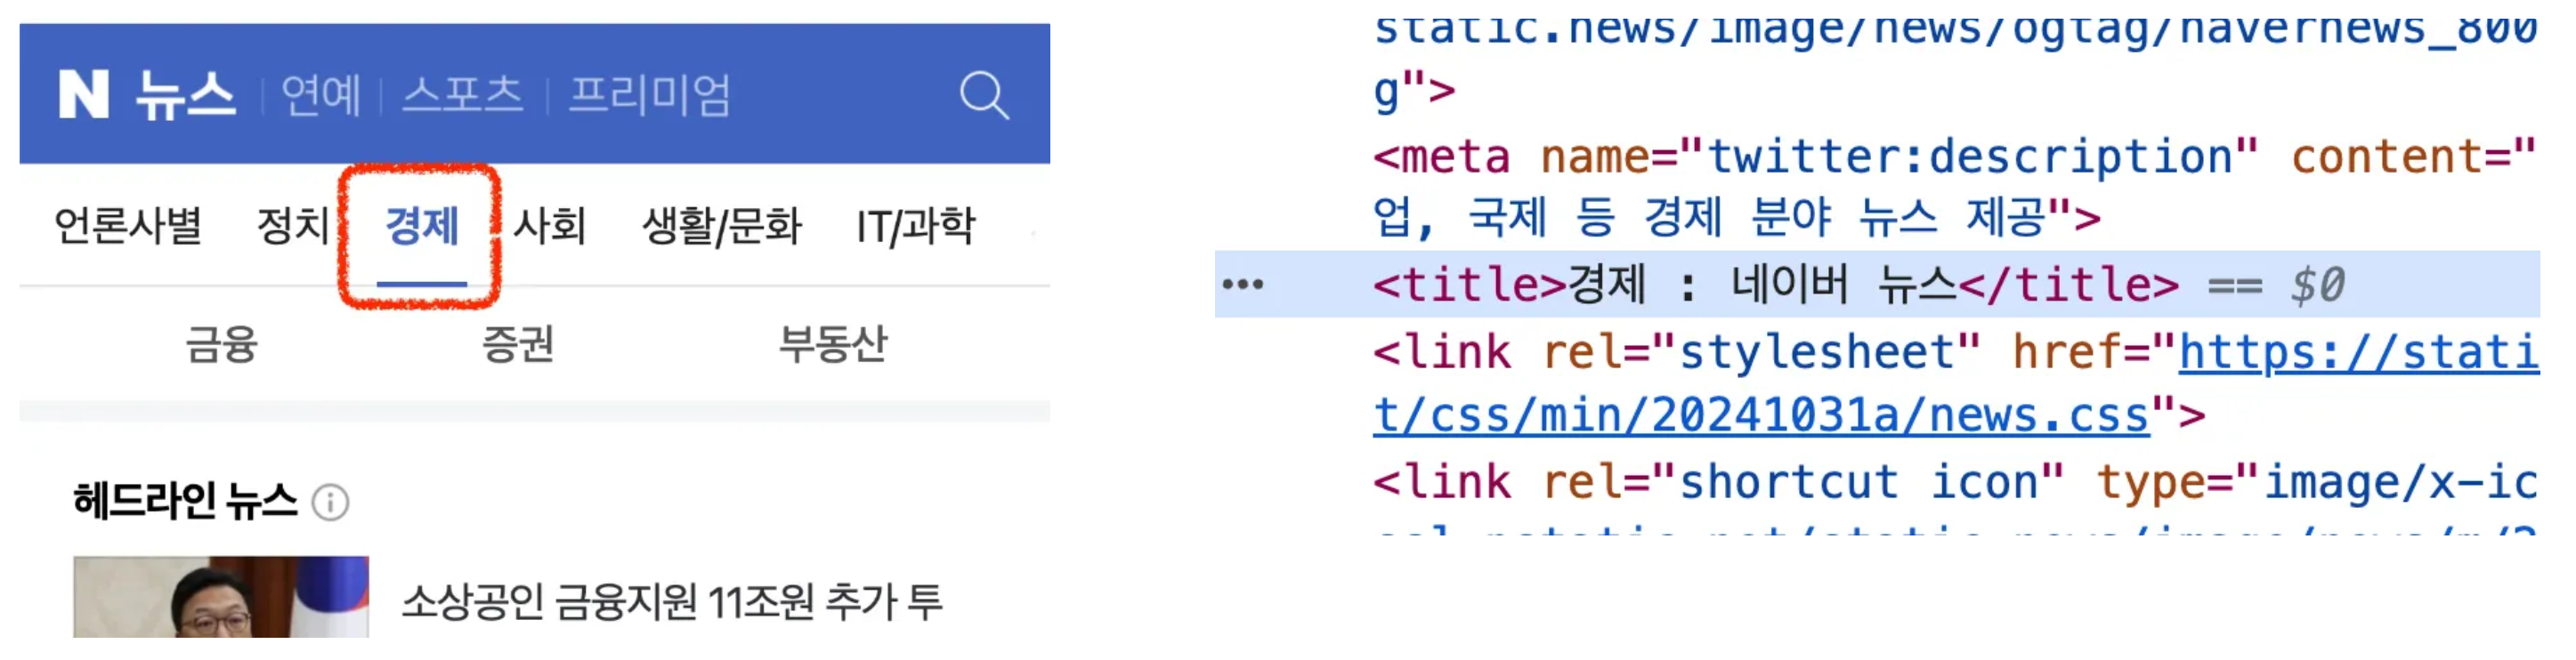 N 뉴스 연예 스포츠 프리미엄
언론사별 정치 경제 사회 생활/문화 IT/과학
금융 증권 부동산
헤드라인 뉴스
소상공인 금융지원 11조원 추가 투
static.news/image/news/ogtag/navernews_800
g">
<meta name="twitter:description" content="
업, 국제 등 경제 분야 뉴스 제공">
<title>경제 : 네이버 뉴스</title> == $0
<link rel="stylesheet" href="https://stati
t/css/min/20241031a/news.css">
<link rel="shortcut icon" type="image/x-ic